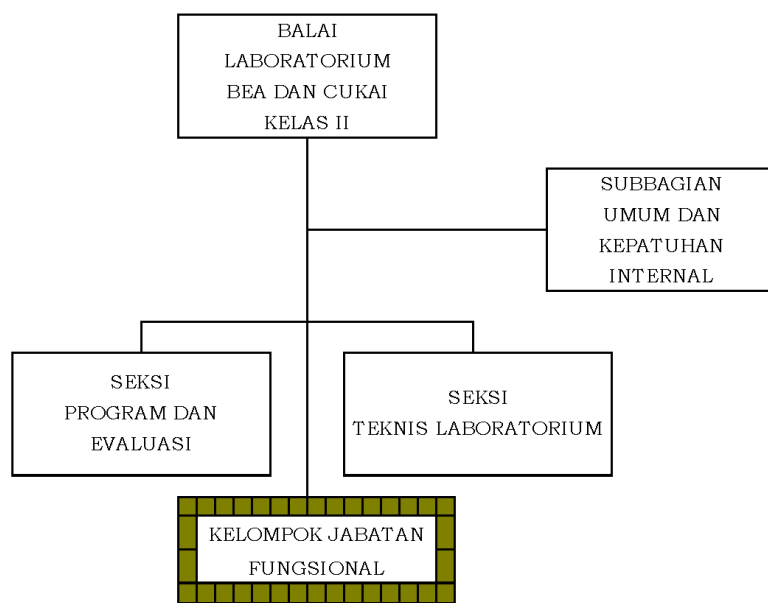 BALAI
LABORATORIUM
BEA DAN CUKAI
KELAS II
SUBBAGIAN
UMUM DAN
KEPATUHAN
INTERNAL
SEKSI
PROGRAM DAN
EVALUASI
SEKSI
TEKNIS LABORATORIUM
KELOMPOK JABATAN
FUNGSIONAL